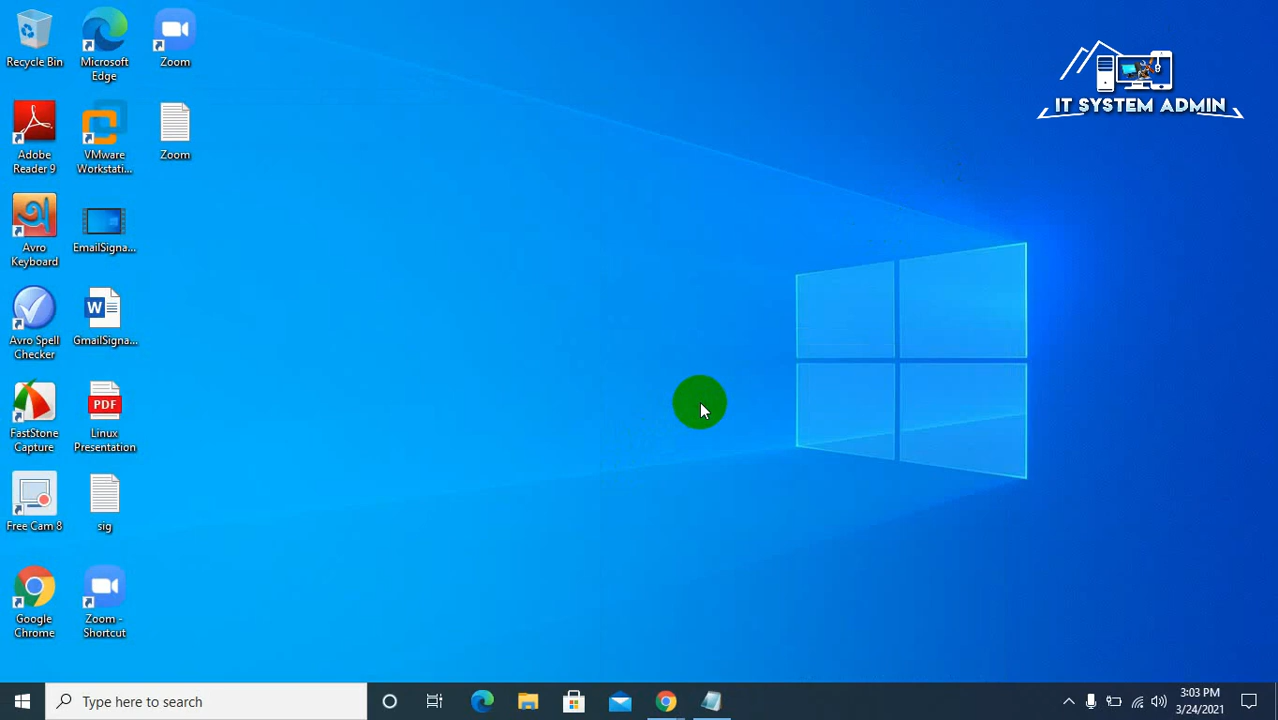 Recycle Bin
Microsoft
Edge
Zoom
IT SYSTEM ADMIN
Adobe
Reader 9
VMware
Workstati...
Zoom
অ
Avro
Keyboard
EmailSigna...
Avro Spell
Checker
W
GmailSigna...
FastStone
Capture
PDF
Linux
Presentation
Free Cam 8
sig
Google
Chrome
Zoom -
Shortcut
Type here to search
3:03 PM
3/24/2021